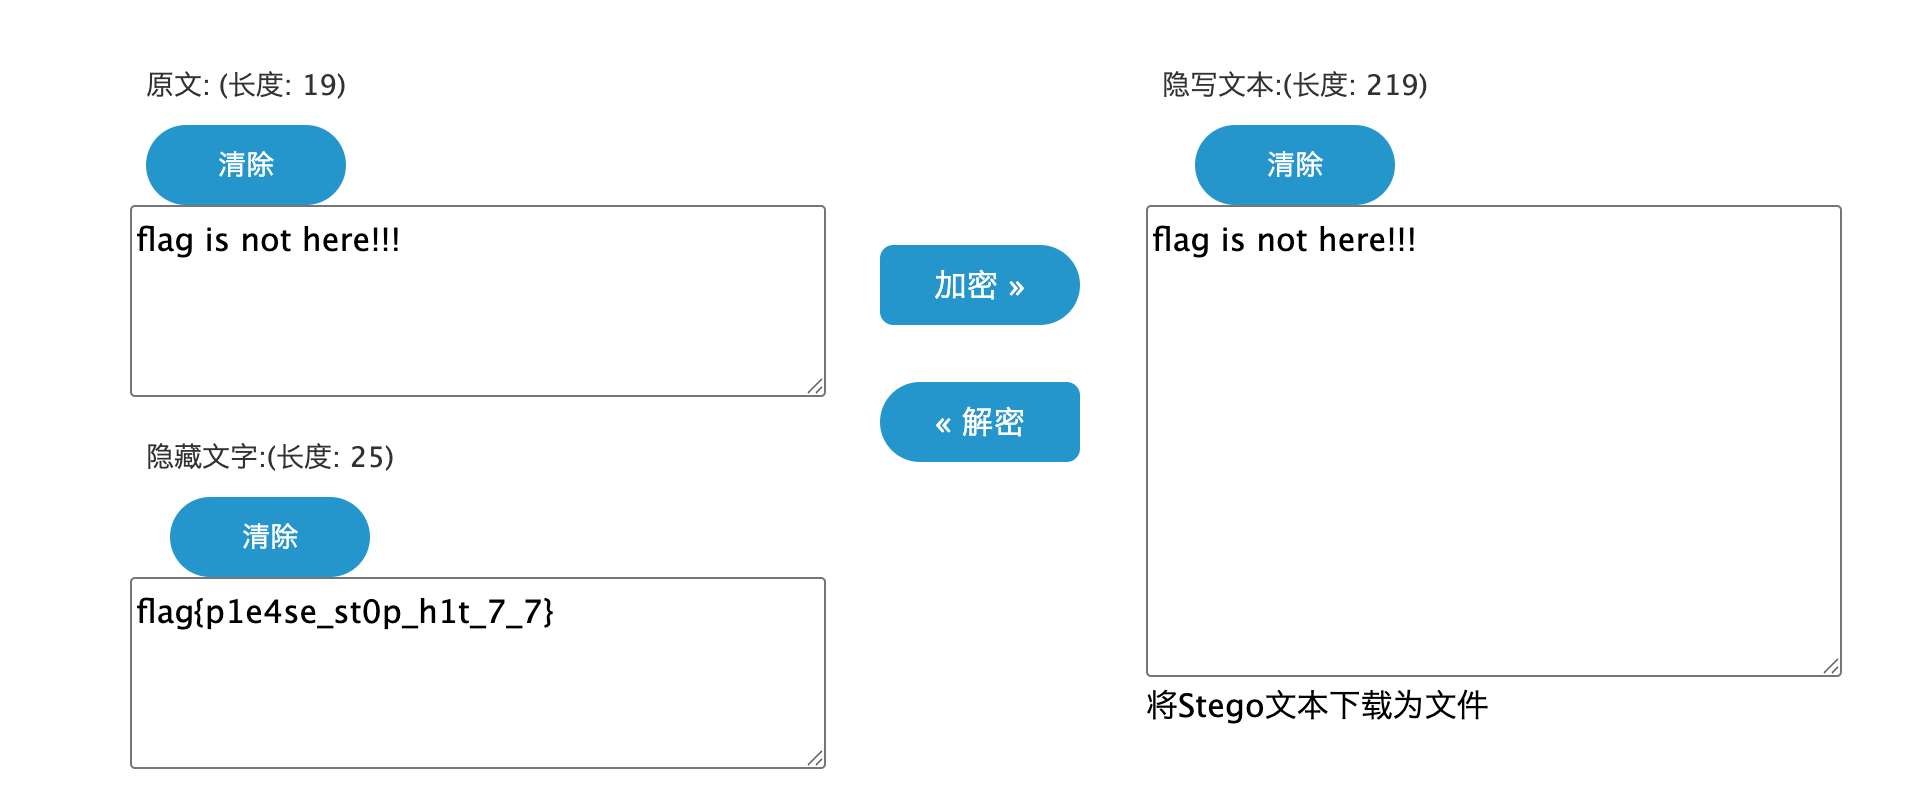 原文: (长度: 19)
清除
flag is not here!!!
隐藏文字:(长度: 25)
清除
flag{p1e4se_st0p_h1t_7_7}
加密 »
« 解密
隐写文本:(长度: 219)
清除
flag is not here!!!
将Stego文本下载为文件